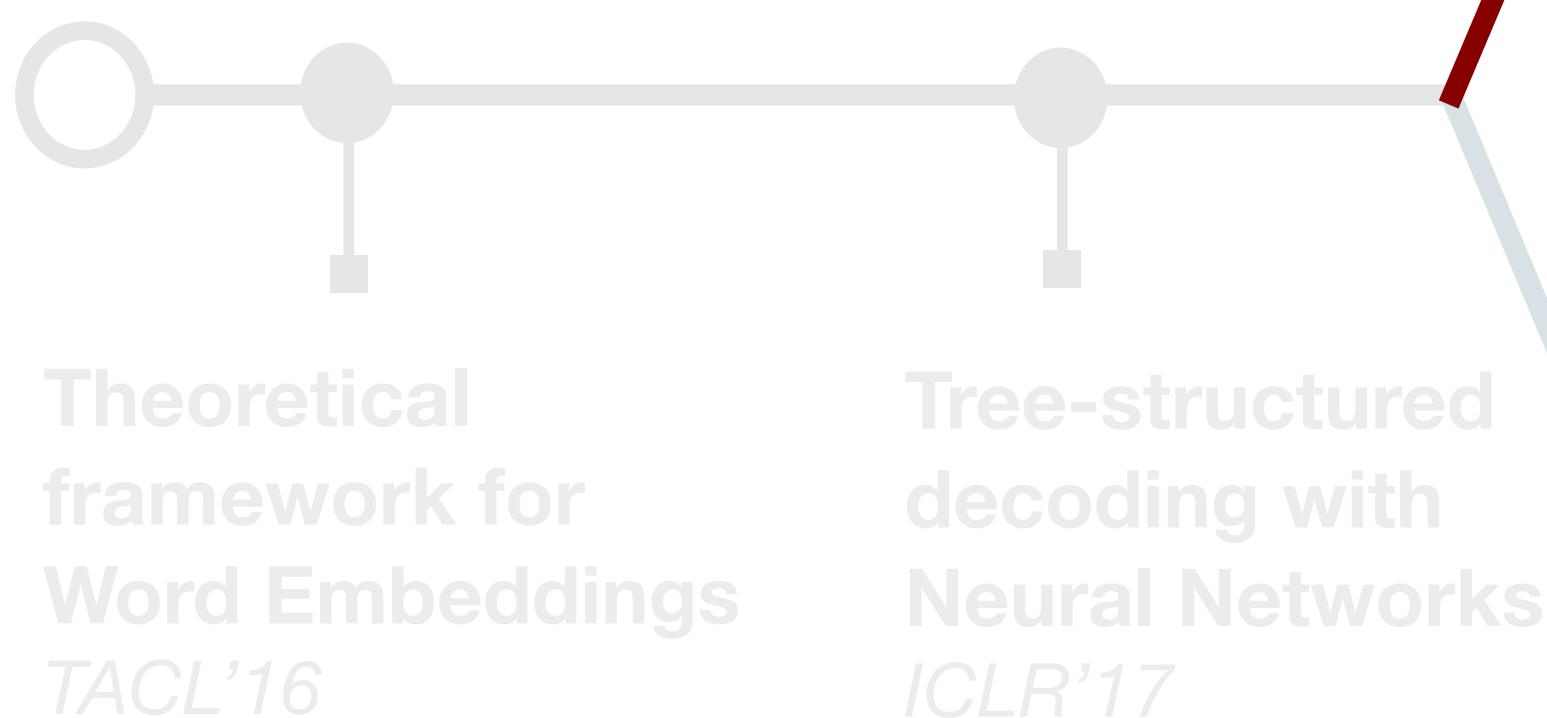 Theoretical
framework for
Word Embeddings
TACL’16
Tree-structured
decoding with
Neural Networks
ICLR’17